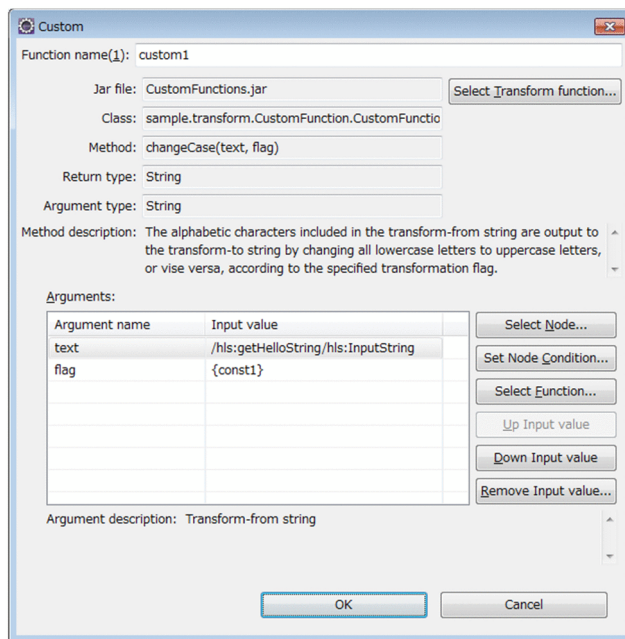 Custom
Function name(1): custom1
Jar file: CustomFunctions.jar Select Transform function...
Class: sample.transform.CustomFunction.CustomFunctio
Method: changeCase(text, flag)
Return type: String
Argument type: String
Method description: The alphabetic characters included in the transform-from string are output to
the transform-to string by changing all lowercase letters to uppercase letters,
or vise versa, according to the specified transformation flag.
Arguments:
Argument name Input value Select Node...
text /hls:getHelloString/hls:InputString Set Node Condition...
flag {const1} Select Function...
Up Input value
Down Input value
Remove Input value...
Argument description: Transform-from string
OK Cancel